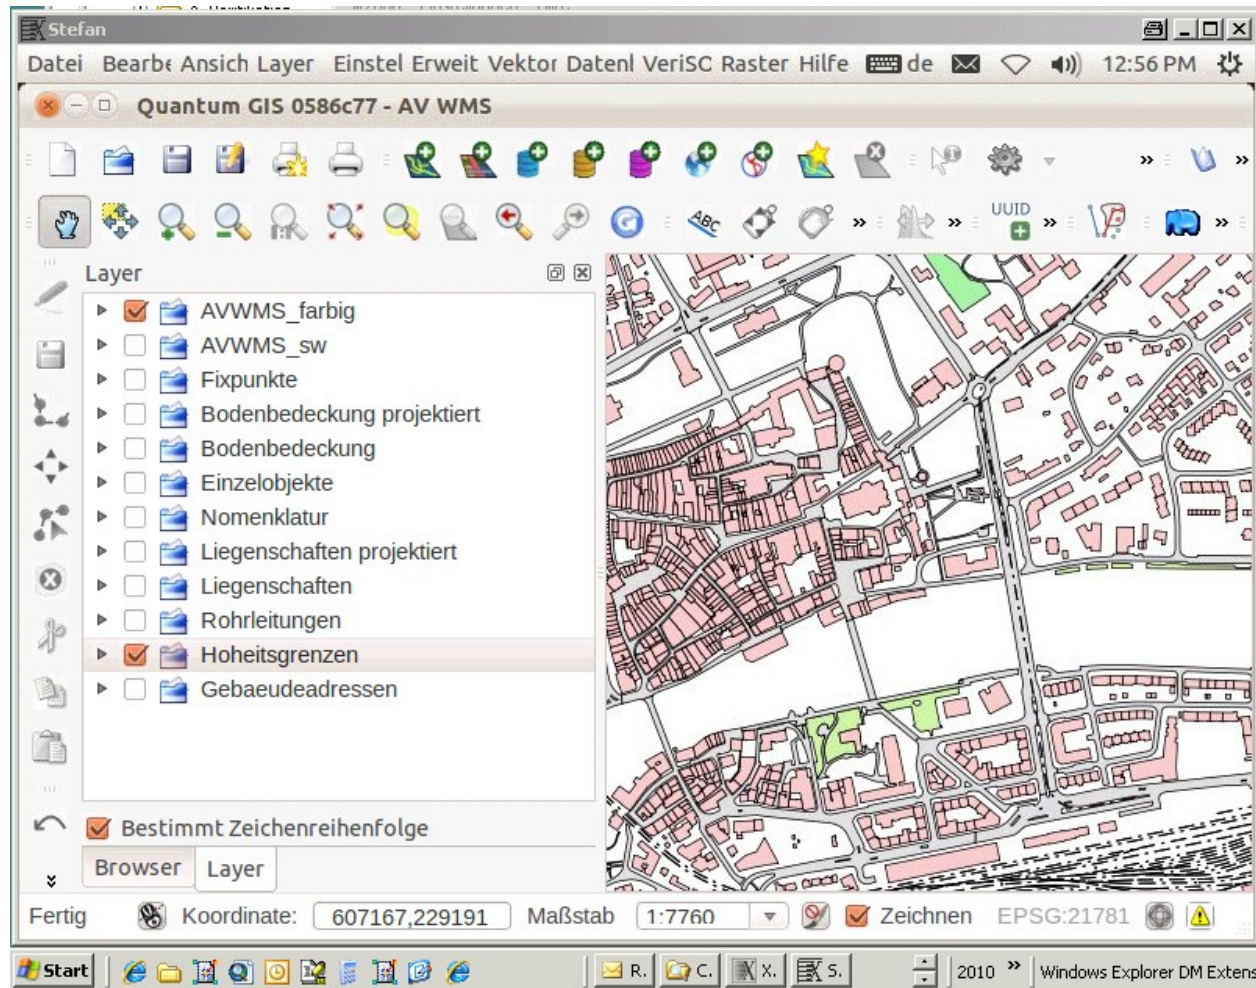 Stefan
Datei Bearbe Ansich Layer Einstel Erweit Vektor Datenl VeriSC Raster Hilfe de 12:56 PM
Quantum GIS 0586c77 - AV WMS
» »
ABC » » UUID » »
Layer
AVWMS_farbig
AVWMS_sw
Fixpunkte
Bodenbedeckung projektiert
Bodenbedeckung
Einzelobjekte
Nomenklatur
Liegenschaften projektiert
Liegenschaften
Rohrleitungen
Hoheitsgrenzen
Gebaeudeadressen
Bestimmt Zeichenreihenfolge
Browser Layer
Fertig Koordinate: 607167,229191 Maßstab 1:7760 Zeichnen EPSG:21781
Start R. C. X. S. 2010 » Windows Explorer DM Extens